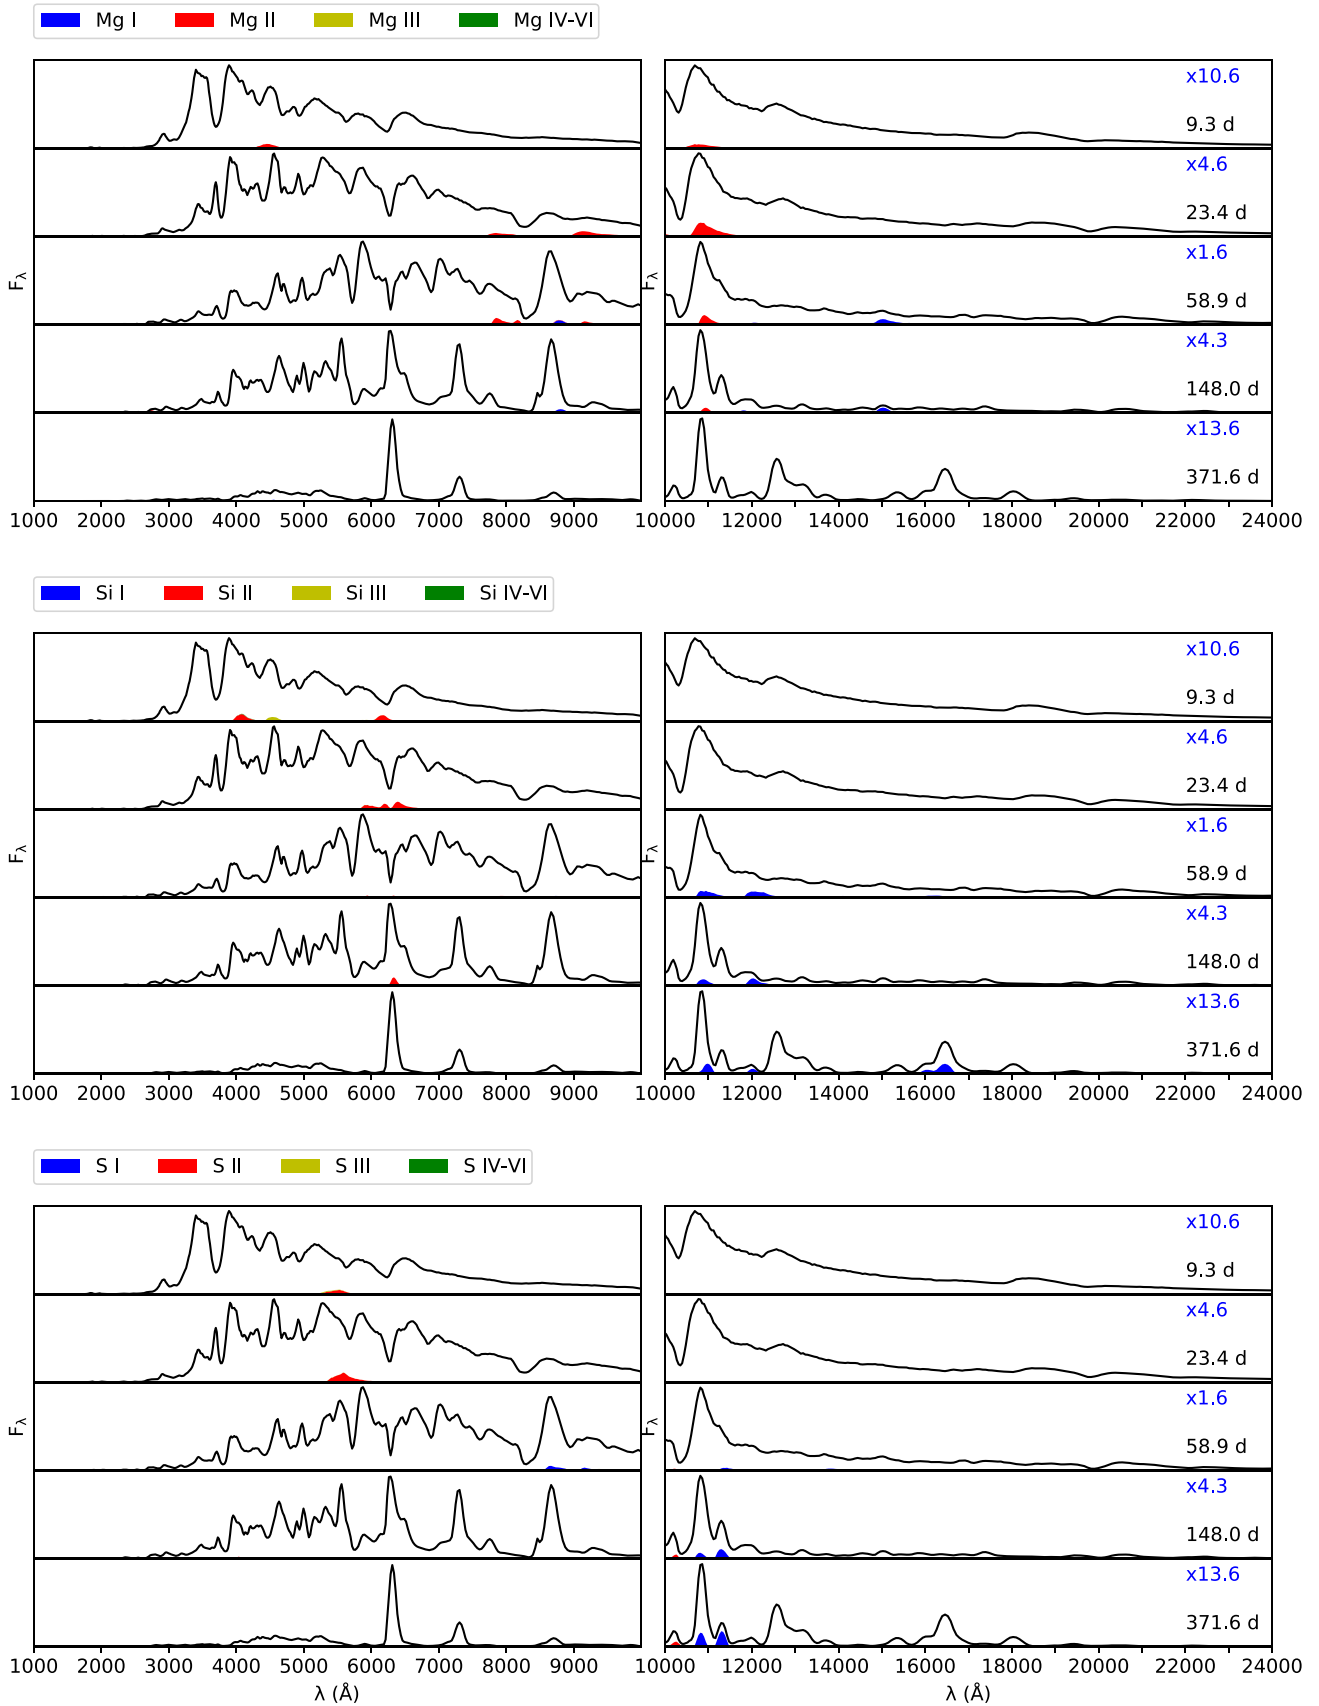 Mg I Mg II Mg III Mg IV-VI
x10.6
9.3 d
x4.6
23.4 d
x1.6
58.9 d
x4.3
148.0 d
x13.6
371.6 d
F_λ F_λ
1000 2000 3000 4000 5000 6000 7000 8000 9000 10000 12000 14000 16000 18000 20000 22000 24000
Si I Si II Si III Si IV-VI
x10.6
9.3 d
x4.6
23.4 d
x1.6
58.9 d
x4.3
148.0 d
x13.6
371.6 d
F_λ F_λ
1000 2000 3000 4000 5000 6000 7000 8000 9000 10000 12000 14000 16000 18000 20000 22000 24000
S I S II S III S IV-VI
x10.6
9.3 d
x4.6
23.4 d
x1.6
58.9 d
x4.3
148.0 d
x13.6
371.6 d
F_λ F_λ
1000 2000 3000 4000 5000 6000 7000 8000 9000 10000 12000 14000 16000 18000 20000 22000 24000
λ (Å) λ (Å)